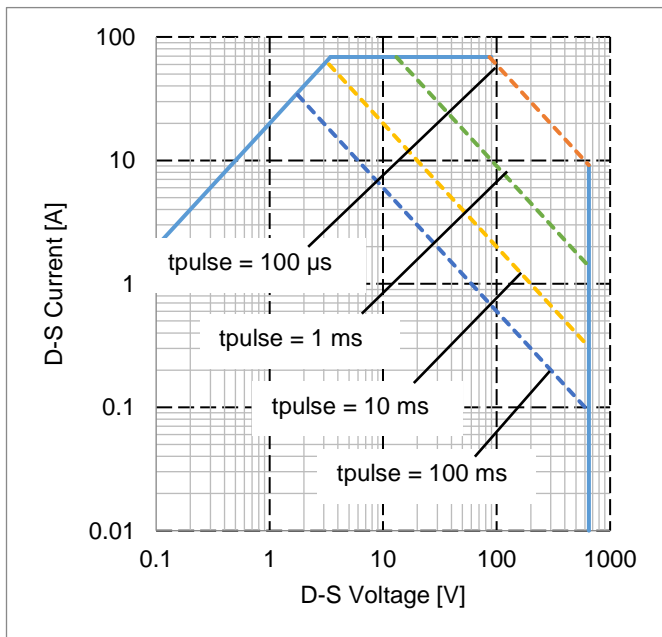 100
10
1
0.1
0.01
D-S Current [A]
tpulse = 100 µs
tpulse = 1 ms
tpulse = 10 ms
tpulse = 100 ms
0.1
1
10
100
1000
D-S Voltage [V]